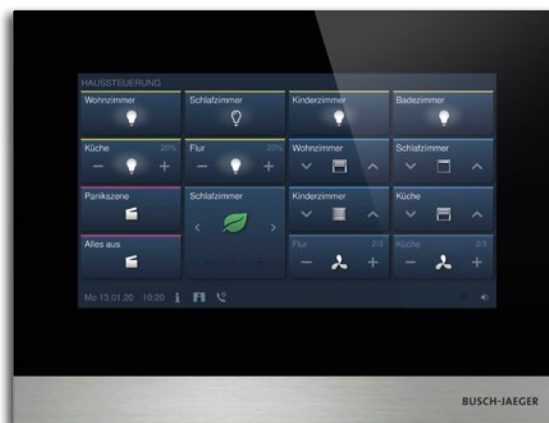 HAUSSTEUERUNG
Wohnzimmer Schlafzimmer Kinderzimmer Badezimmer
Küche 20% Flur 20% Wohnzimmer Schlafzimmer
Panikszene Schlafzimmer Kinderzimmer Küche
Alles aus Flur 2/3 Küche 2/3
Mo 13.01.20 10:20
BUSCH-JAEGER